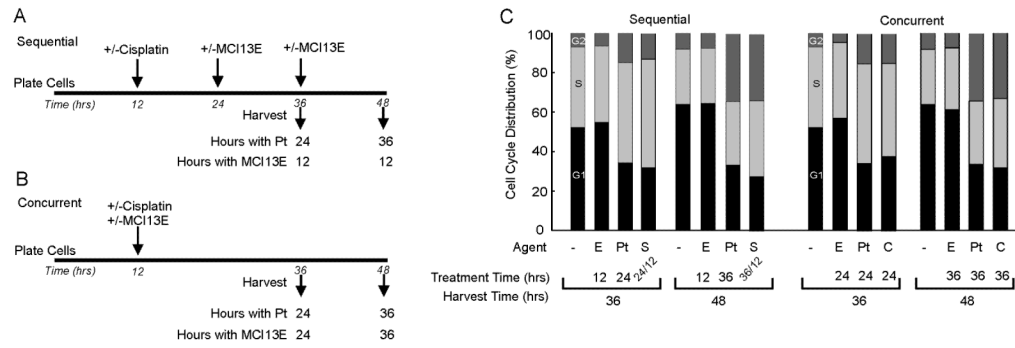 A
Sequential
+/-Cisplatin +/-MCI13E +/-MCI13E
Plate Cells
Time (hrs) 12 24 36 48
Harvest
Hours with Pt 24 36
Hours with MCI13E 12 12
B
Concurrent
+/-Cisplatin
+/-MCI13E
Plate Cells
Time (hrs) 12 36 48
Harvest
Hours with Pt 24 36
Hours with MCI13E 24 36
C
Sequential Concurrent
Cell Cycle Distribution (%)
100
80
60
40
20
0
G2 G2
S S
G1 G1
Agent - E Pt S - E Pt S - E Pt C - E Pt C
Treatment Time (hrs) 12 24 24/12 12 36 36/12 24 24 24 36 36 36
Harvest Time (hrs) 36 48 36 48